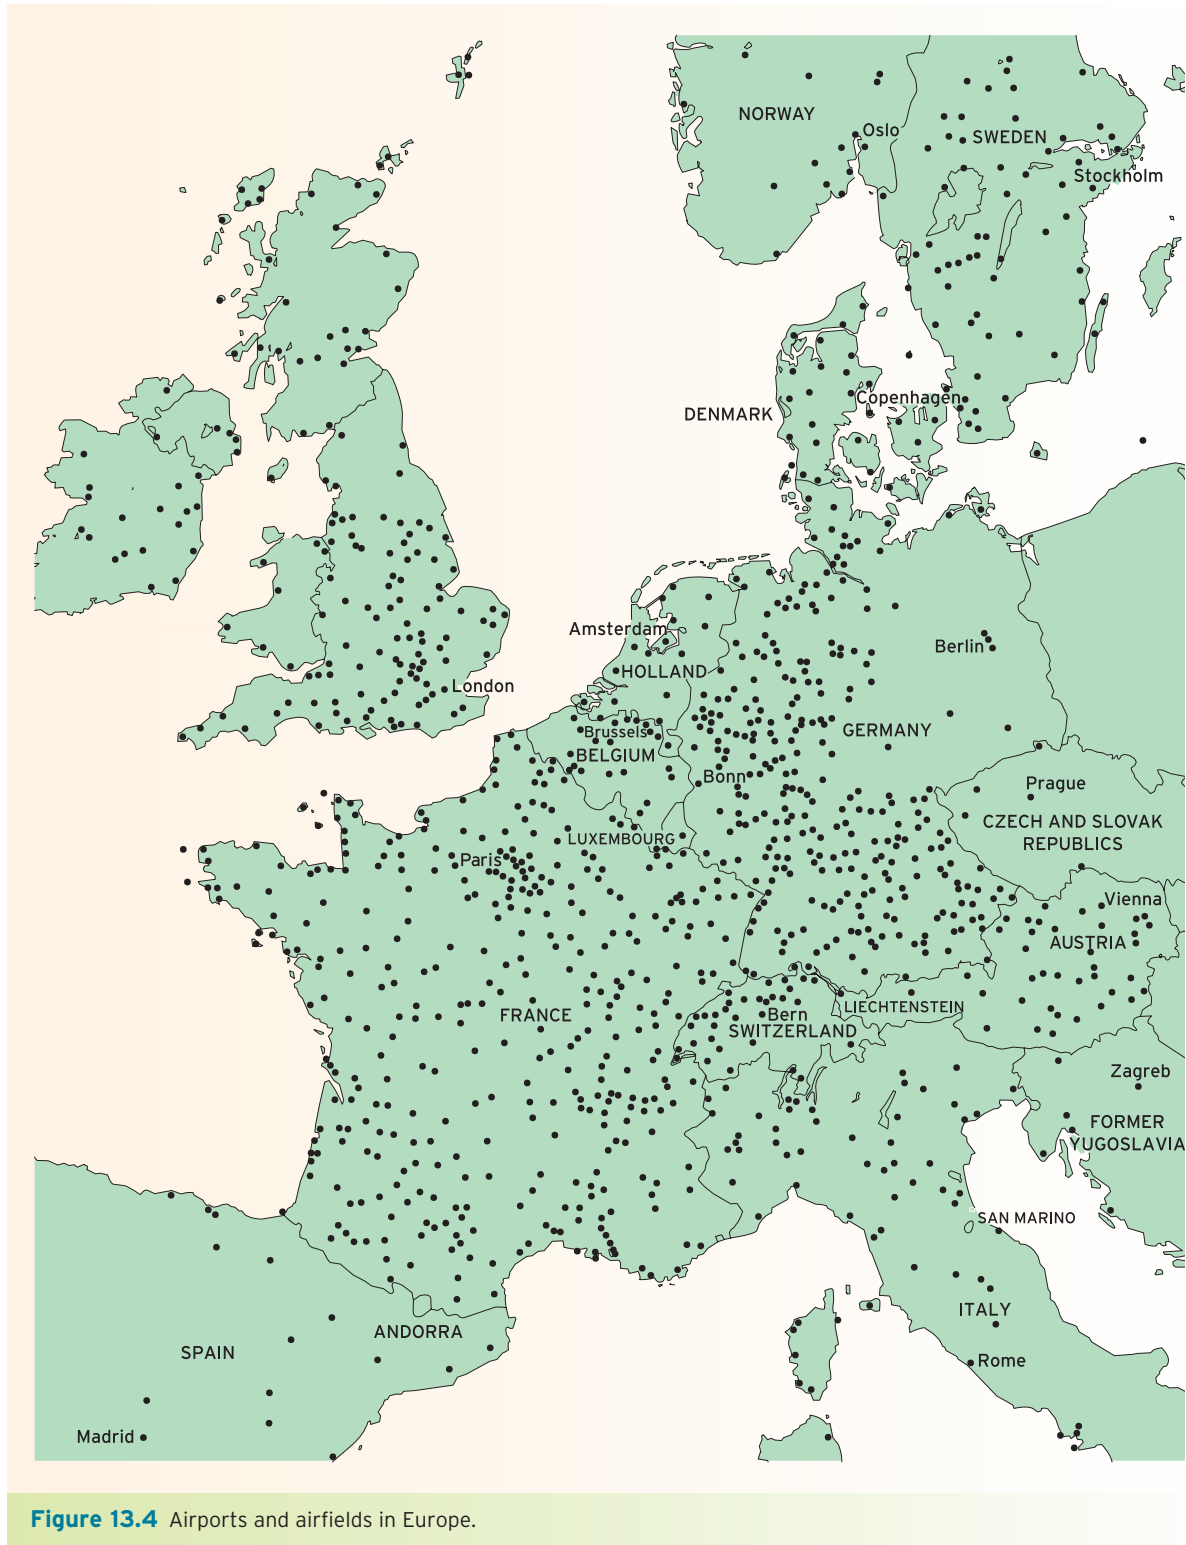 NORWAY
Oslo
SWEDEN
Stockholm
Copenhagen
DENMARK
Amsterdam
HOLLAND
Berlin
London
Brussels
BELGIUM
GERMANY
Bonn
Prague
CZECH AND SLOVAK
REPUBLICS
LUXEMBOURG
Paris
Vienna
AUSTRIA
FRANCE
Bern
SWITZERLAND
LIECHTENSTEIN
Zagreb
FORMER
YUGOSLAVIA
SAN MARINO
ITALY
ANDORRA
SPAIN
Rome
Madrid
Figure 13.4 Airports and airfields in Europe.